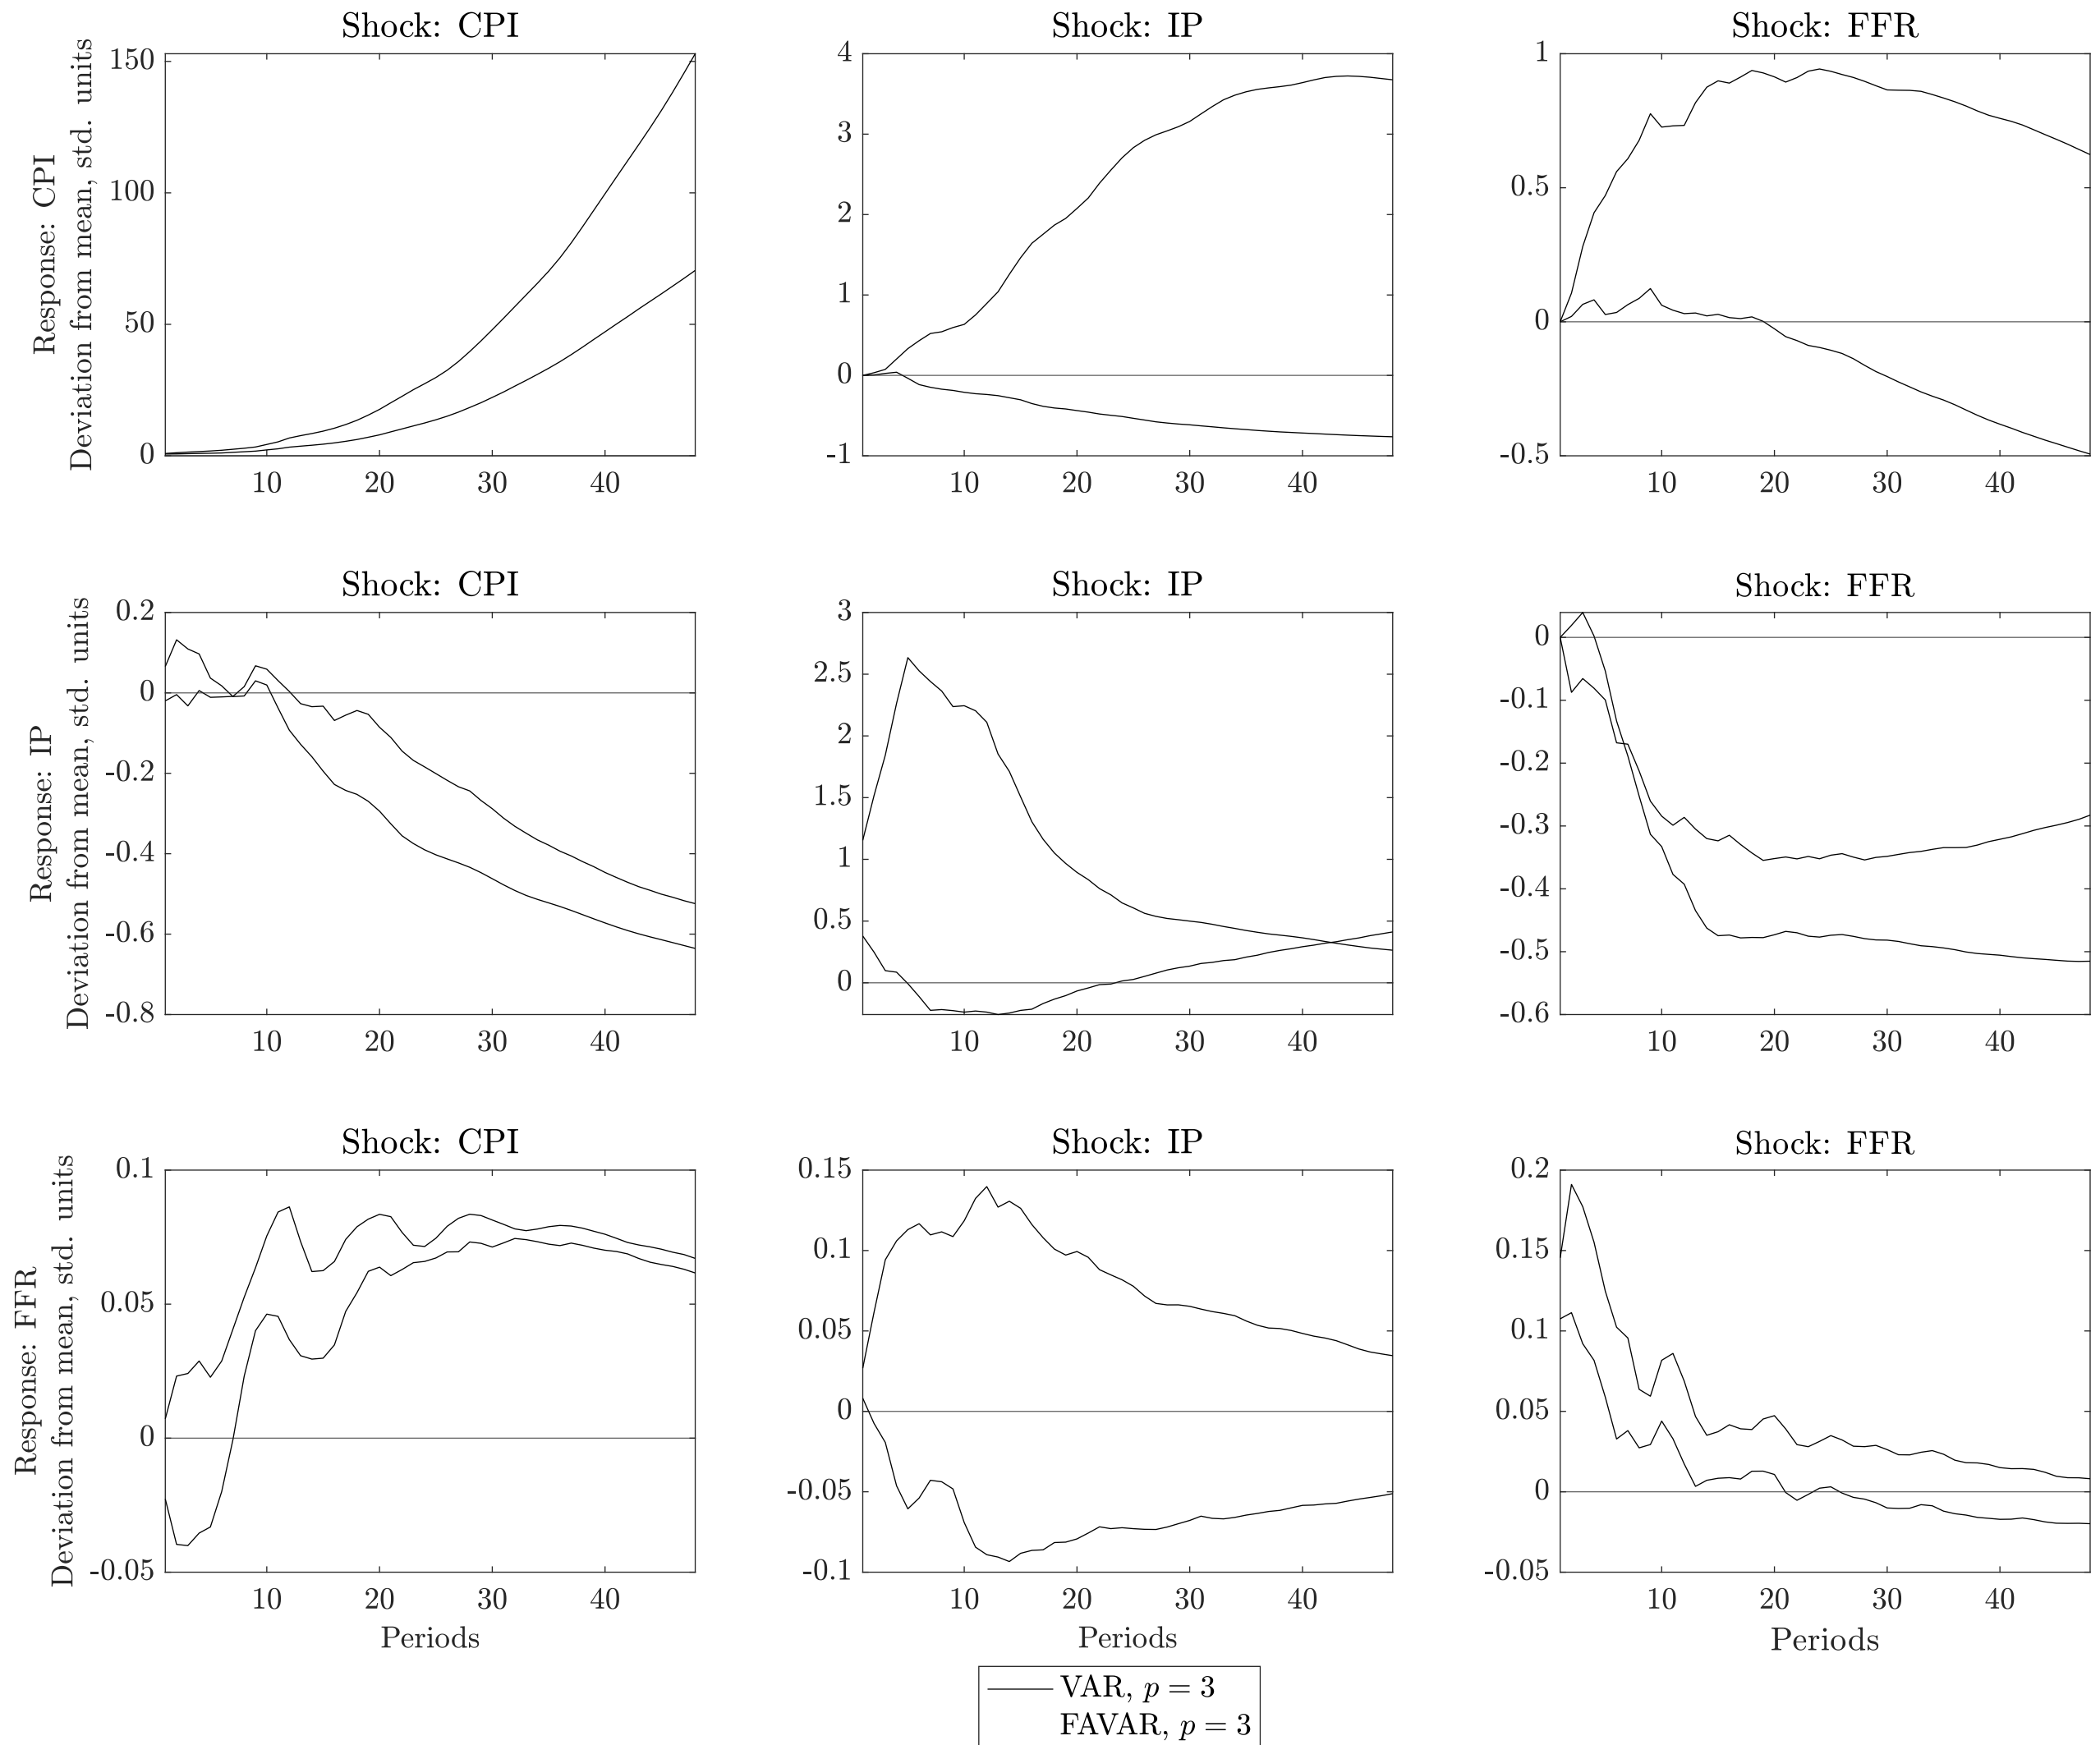 Shock: CPI
Shock: IP
Shock: FFR
Response: CPI
Deviation from mean, std. units
150
100
50
0
10 20 30 40
4
3
2
1
0
-1
10 20 30 40
1
0.5
0
-0.5
10 20 30 40
Shock: CPI
Shock: IP
Shock: FFR
Response: IP
Deviation from mean, std. units
0.2
0
-0.2
-0.4
-0.6
-0.8
10 20 30 40
3
2.5
2
1.5
1
0.5
0
10 20 30 40
0
-0.1
-0.2
-0.3
-0.4
-0.5
-0.6
10 20 30 40
Shock: CPI
Shock: IP
Shock: FFR
Response: FFR
Deviation from mean, std. units
0.1
0.05
0
-0.05
10 20 30 40
Periods
0.15
0.1
0.05
0
-0.05
-0.1
10 20 30 40
Periods
0.2
0.15
0.1
0.05
0
-0.05
10 20 30 40
Periods
VAR, p = 3
FAVAR, p = 3